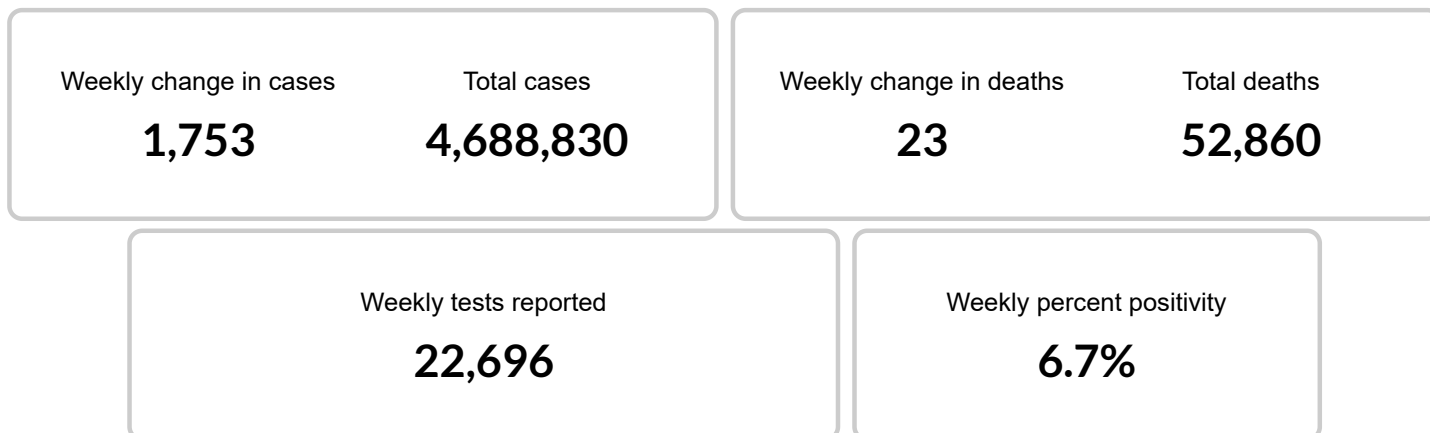 Weekly change in cases
1,753
Total cases
4,688,830
Weekly change in deaths
23
Total deaths
52,860
Weekly tests reported
22,696
Weekly percent positivity
6.7%